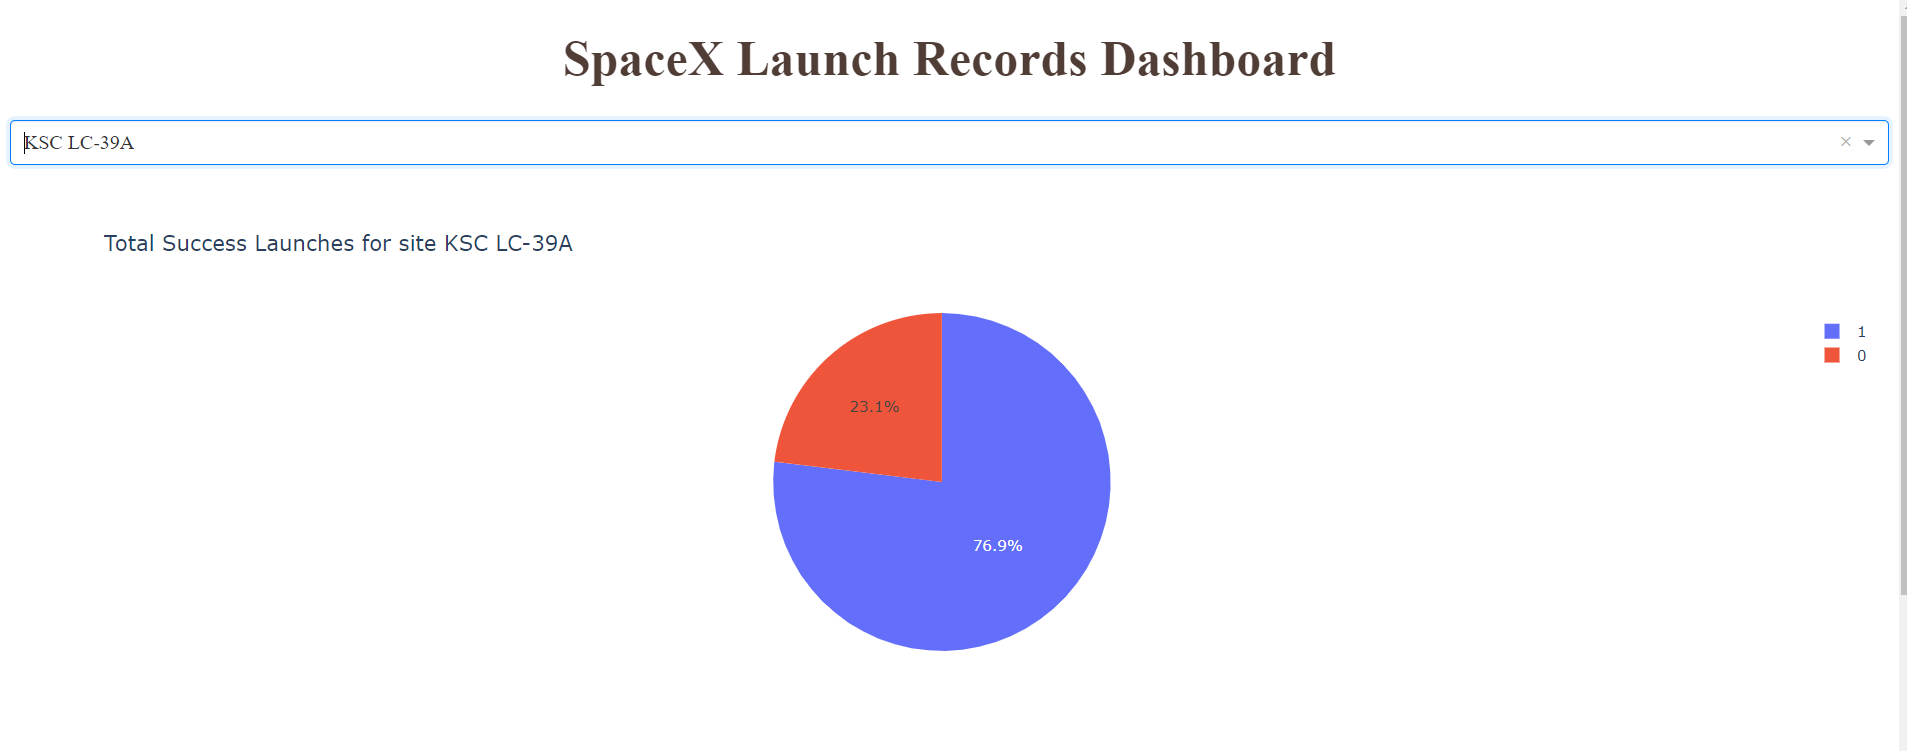 SpaceX Launch Records Dashboard
KSC LC-39A
Total Success Launches for site KSC LC-39A
1
0
23.1%
76.9%